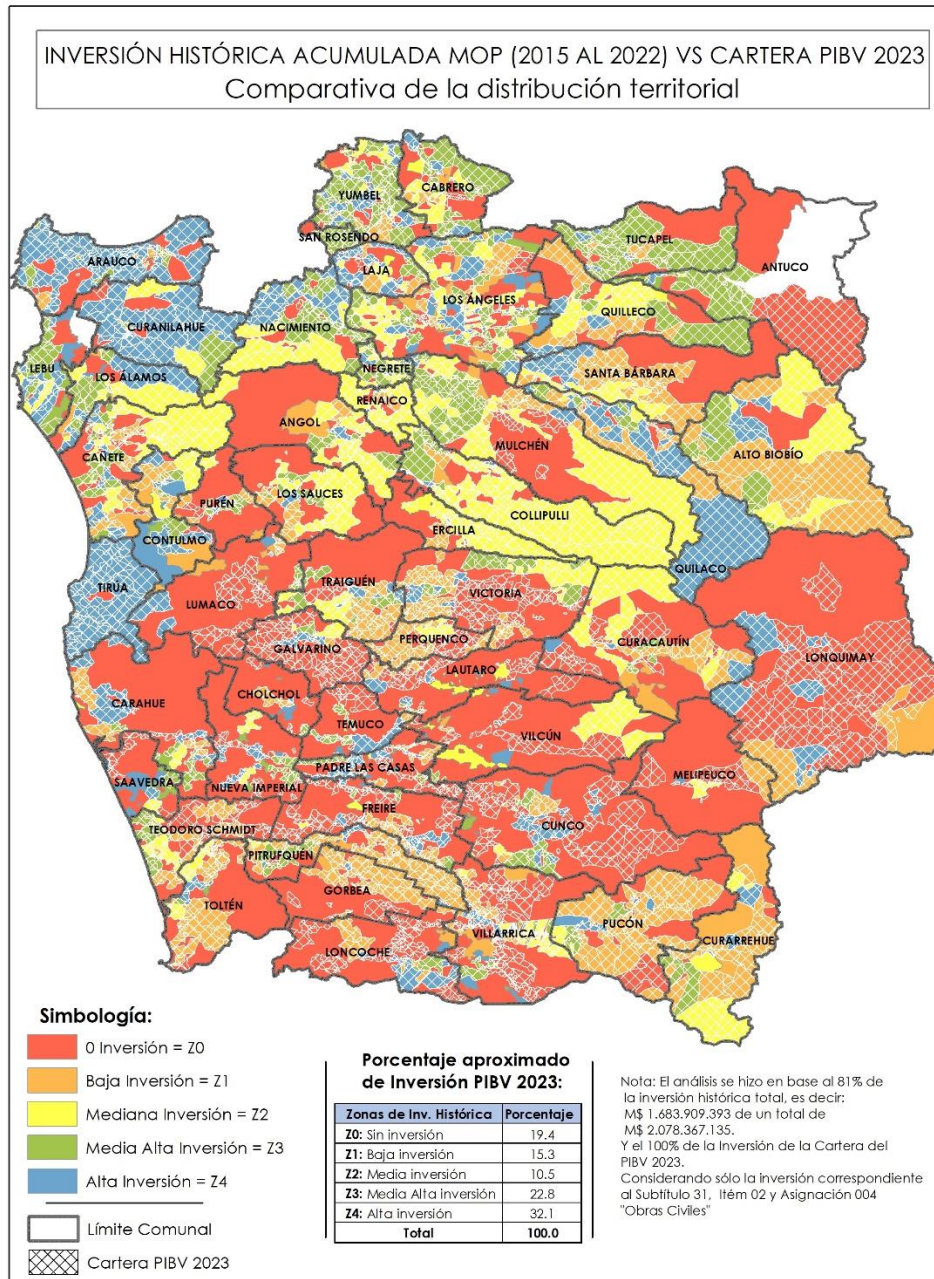 INVERSIÓN HISTÓRICA ACUMULADA MOP (2015 AL 2022) VS CARTERA PIBV 2023
Comparativa de la distribución territorial
CABRERO
YUMBEL
SAN ROSENDO
TUCAPEL
ARAUCO
LAJA
ANTUCO
LOS ÁNGELES
CURANILAHUE
NACIMIENTO
QUILLECO
LEBU
LOS ÁLAMOS
NEGRETE
SANTA BÁRBARA
RENAICO
ANGOL
MULCHÉN
CAÑETE
ALTO BIOBÍO
LOS SAUCES
PURÉN
COLLIPULLI
ERCILLA
CONTULMO
QUILACO
TIRÚA
TRAIGUÉN
VICTORIA
LUMACO
PERQUENCO
CURACAUTÍN
GALVARINO
LONQUIMAY
LAUTARO
CHOLCHOL
CARAHUE
TEMUCO
VILCÚN
PADRE LAS CASAS
MELIPEUCO
SAAVEDRA
NUEVA IMPERIAL
FREIRE
CUNCO
TEODORO SCHMIDT
PITRUFQUÉN
GORBEA
TOLTÉN
PUCÓN
VILLARRICA
CURARREHUE
LONCOCHE
Simbología:
0 Inversión = Z0
Baja Inversión = Z1
Mediana Inversión = Z2
Media Alta Inversión = Z3
Alta Inversión = Z4
Límite Comunal
Cartera PIBV 2023
Porcentaje aproximado
de Inversión PIBV 2023:
Zonas de Inv. Histórica Porcentaje
Z0: Sin inversión 19.4
Z1: Baja inversión 15.3
Z2: Media inversión 10.5
Z3: Media Alta inversión 22.8
Z4: Alta inversión 32.1
Total 100.0
Nota: El análisis se hizo en base al 81% de
la inversión histórica total, es decir:
M$ 1.683.909.393 de un total de
M$ 2.078.367.135.
Y el 100% de la Inversión de la Cartera del
PIBV 2023.
Considerando sólo la inversión correspondiente
al Subtítulo 31, Itém 02 y Asignación 004
"Obras Civiles"